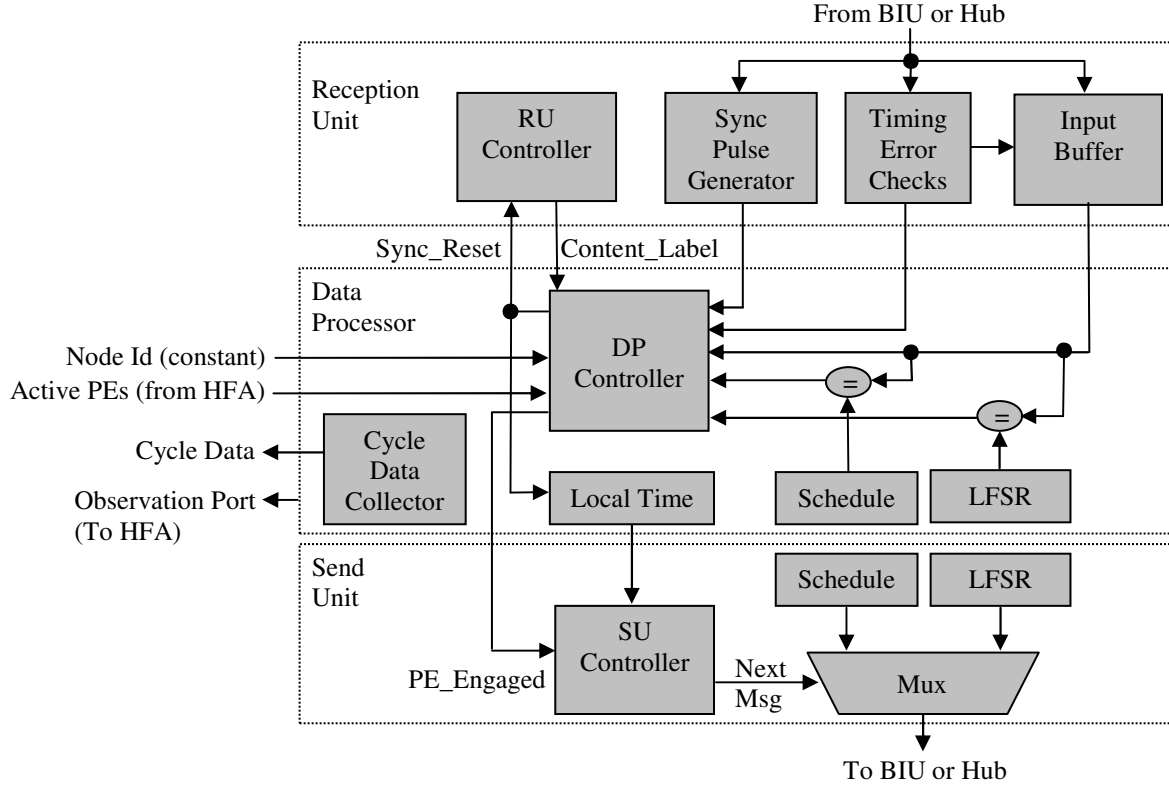 From BIU or Hub
Reception
Unit
RU
Controller
Sync
Pulse
Generator
Timing
Error
Checks
Input
Buffer
Sync_Reset
Content_Label
Data
Processor
DP
Controller
Node Id (constant)
Active PEs (from HFA)
=
=
Cycle Data
Cycle
Data
Collector
Observation Port
(To HFA)
Local Time
Schedule
LFSR
Send
Unit
Schedule
LFSR
SU
Controller
PE_Engaged
Next
Msg
Mux
To BIU or Hub